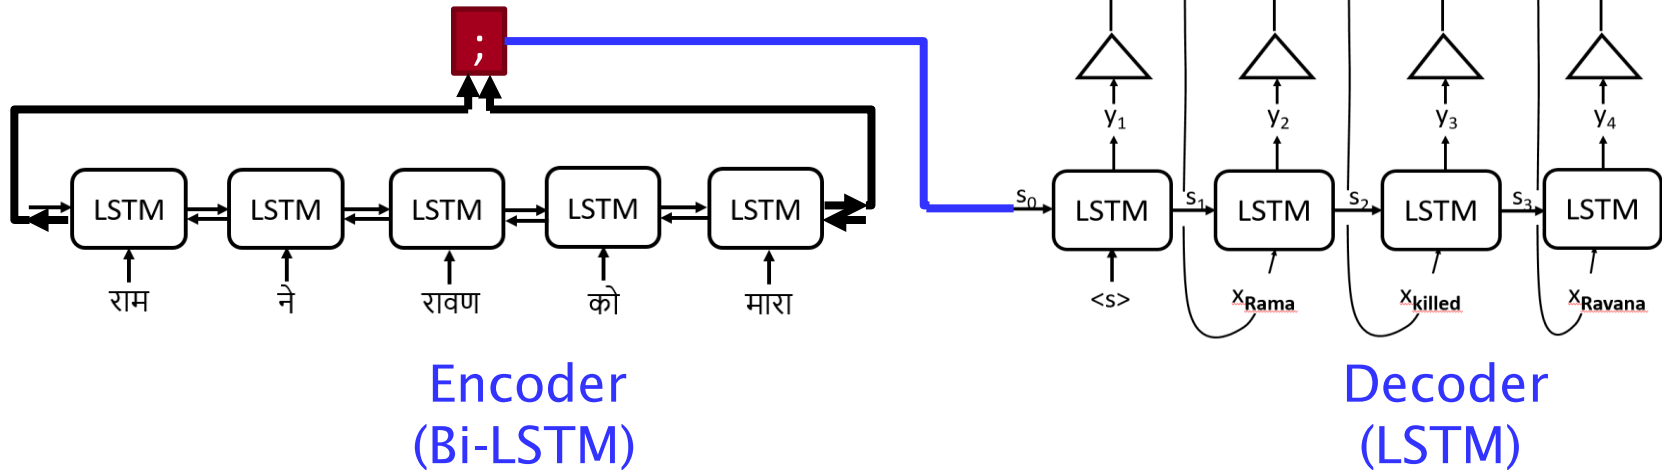 ;
y₁ y₂ y₃ y₄
LSTM LSTM LSTM LSTM LSTM s₀ LSTM s₁ LSTM s₂ LSTM s₃ LSTM
राम ने रावण को मारा <s> xRama xkilled xRavana
Encoder Decoder
(Bi-LSTM) (LSTM)